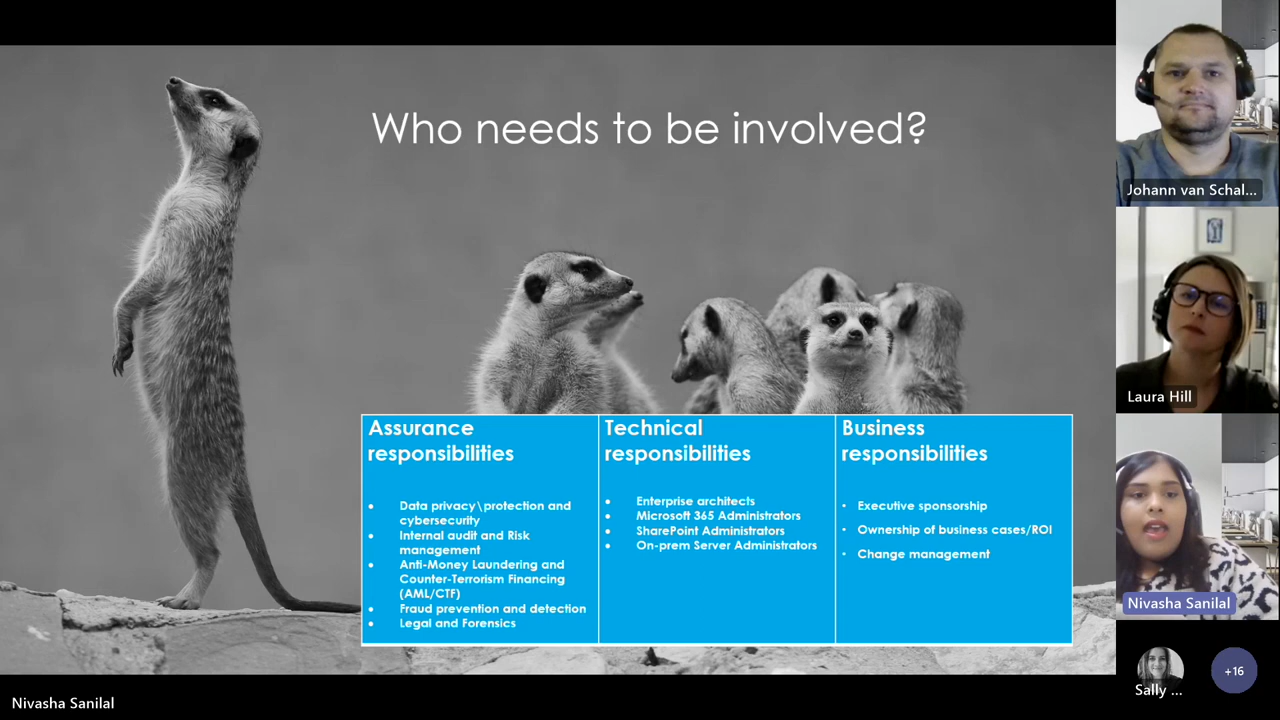 Who needs to be involved?
Assurance
responsibilities
• Data privacy\protection and
cybersecurity
• Internal audit and Risk
management
• Anti-Money Laundering and
Counter-Terrorism Financing
(AML/CTF)
• Fraud prevention and detection
• Legal and Forensics
Technical
responsibilities
• Enterprise architects
• Microsoft 365 Administrators
• SharePoint Administrators
• On-prem Server Administrators
Business
responsibilities
• Executive sponsorship
• Ownership of business cases/ROI
• Change management
Johann van Schal...
Laura Hill
Nivasha Sanilal
Sally ...
+16
Nivasha Sanilal